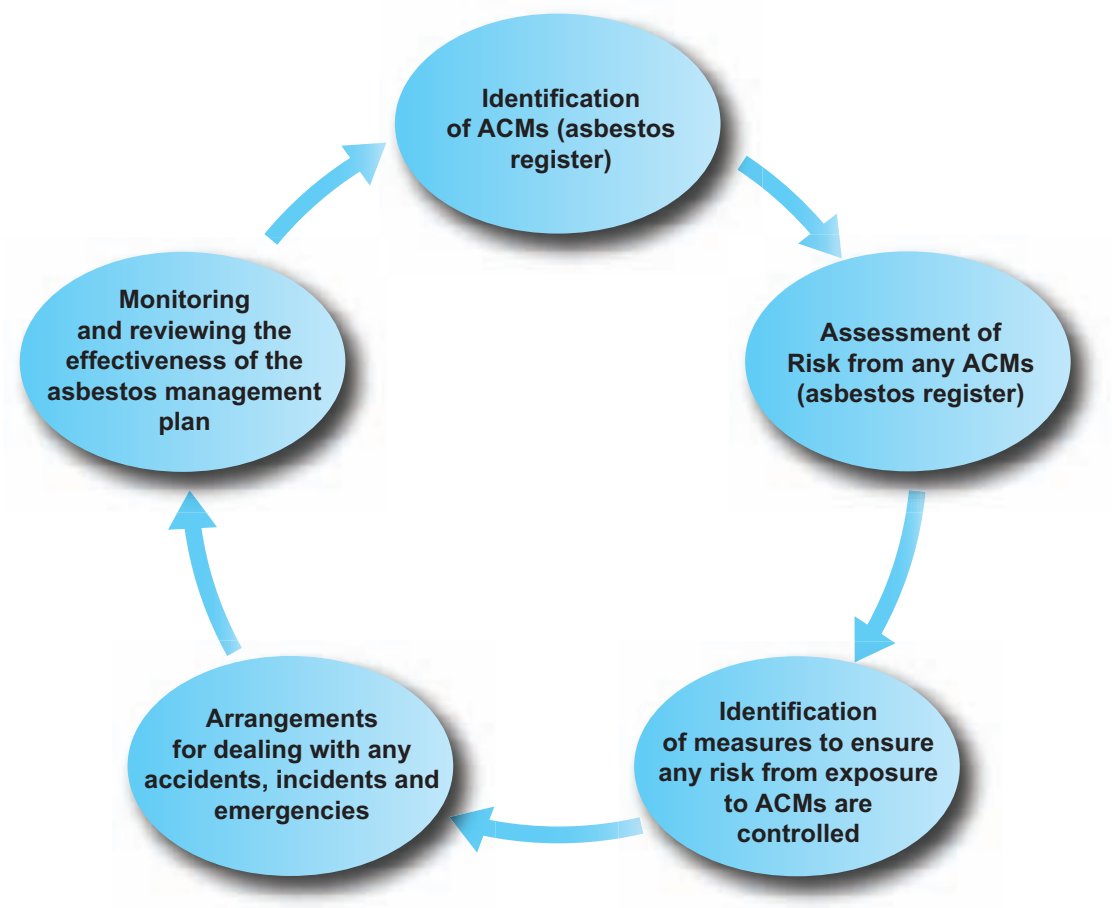 Identification
of ACMs (asbestos
register)
Assessment of
Risk from any ACMs
(asbestos register)
Identification
of measures to ensure
any risk from exposure
to ACMs are
controlled
Arrangements
for dealing with any
accidents, incidents and
emergencies
Monitoring
and reviewing the
effectiveness of the
asbestos management
plan